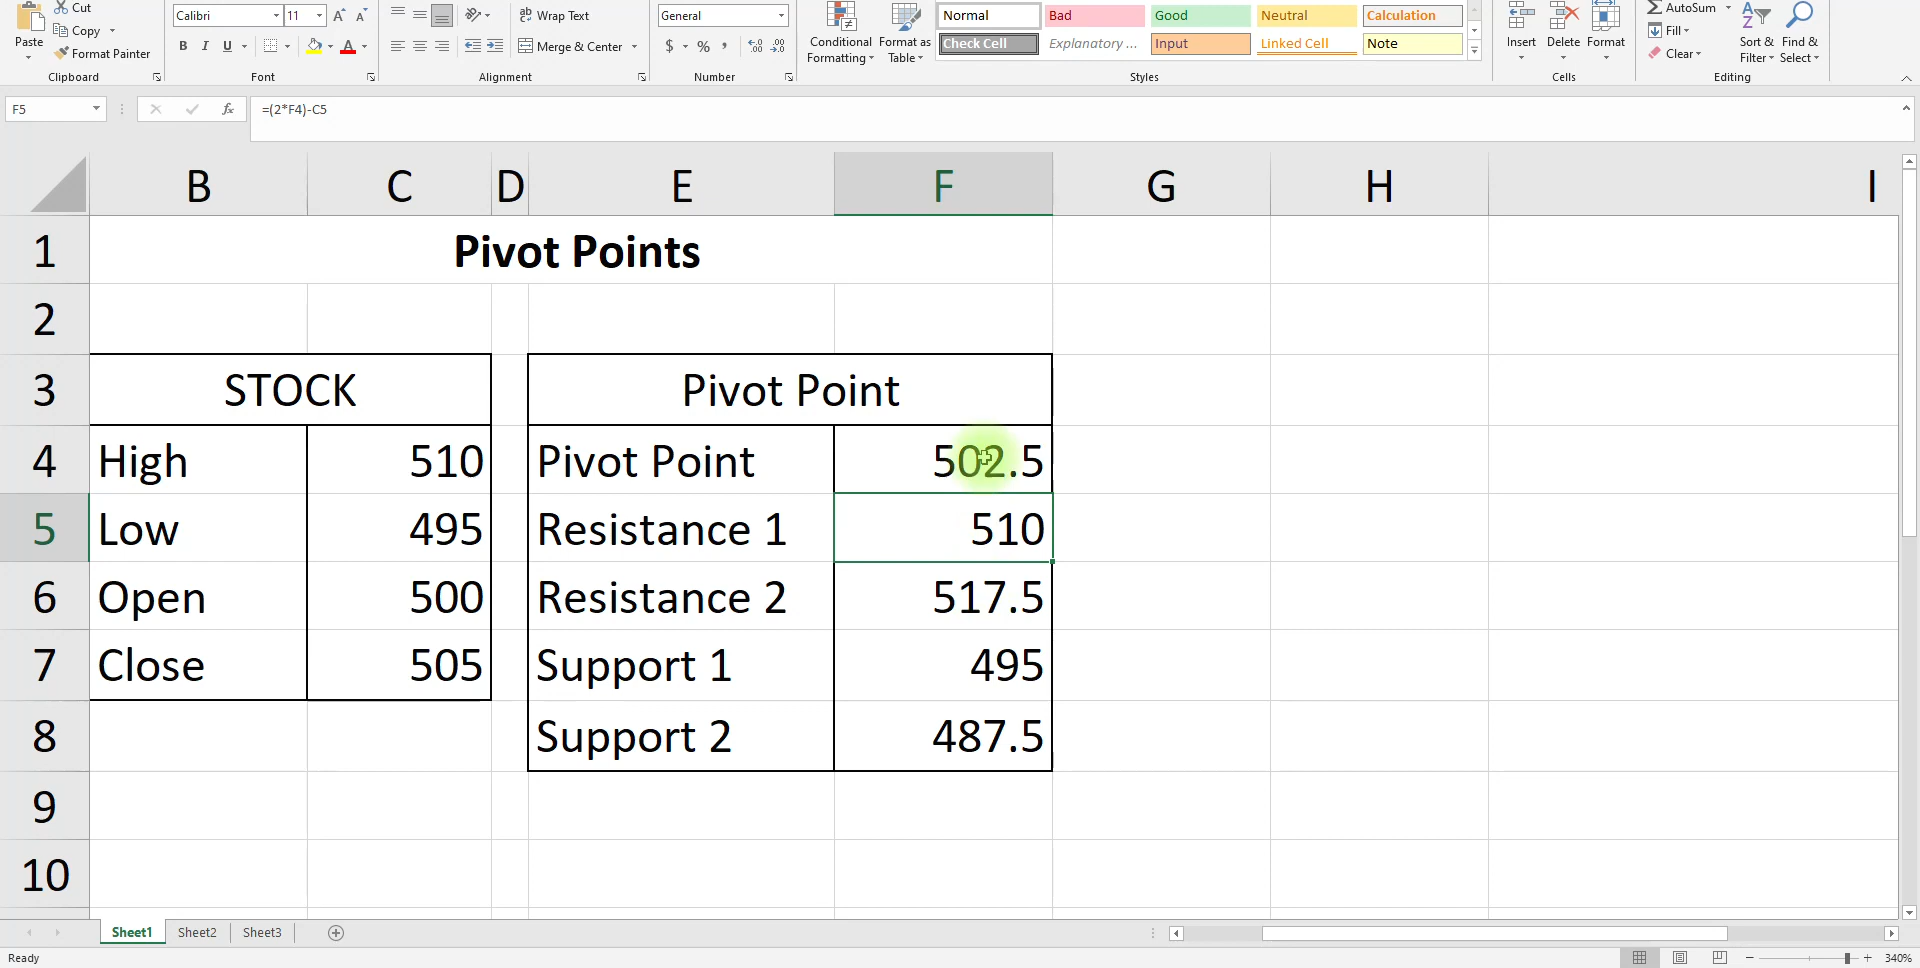 Cut
Calibri 11 A A
Wrap Text
General
Normal Bad Good Neutral Calculation
AutoSum
Paste
Copy
Format Painter
B I U A
Merge & Center
$ % ,
Conditional Formatting
Format as Table
Check Cell Explanatory ... Input Linked Cell Note
Insert Delete Format
Fill
Clear
Sort & Filter
Find & Select
Clipboard Font Alignment Number Styles Cells Editing
F5 fx =(2*F4)-C5
B C D E F G H I
1 Pivot Points
2
3 STOCK Pivot Point
4 High 510 Pivot Point 502.5
5 Low 495 Resistance 1 510
6 Open 500 Resistance 2 517.5
7 Close 505 Support 1 495
8 Support 2 487.5
9
10
Sheet1 Sheet2 Sheet3
Ready 340%